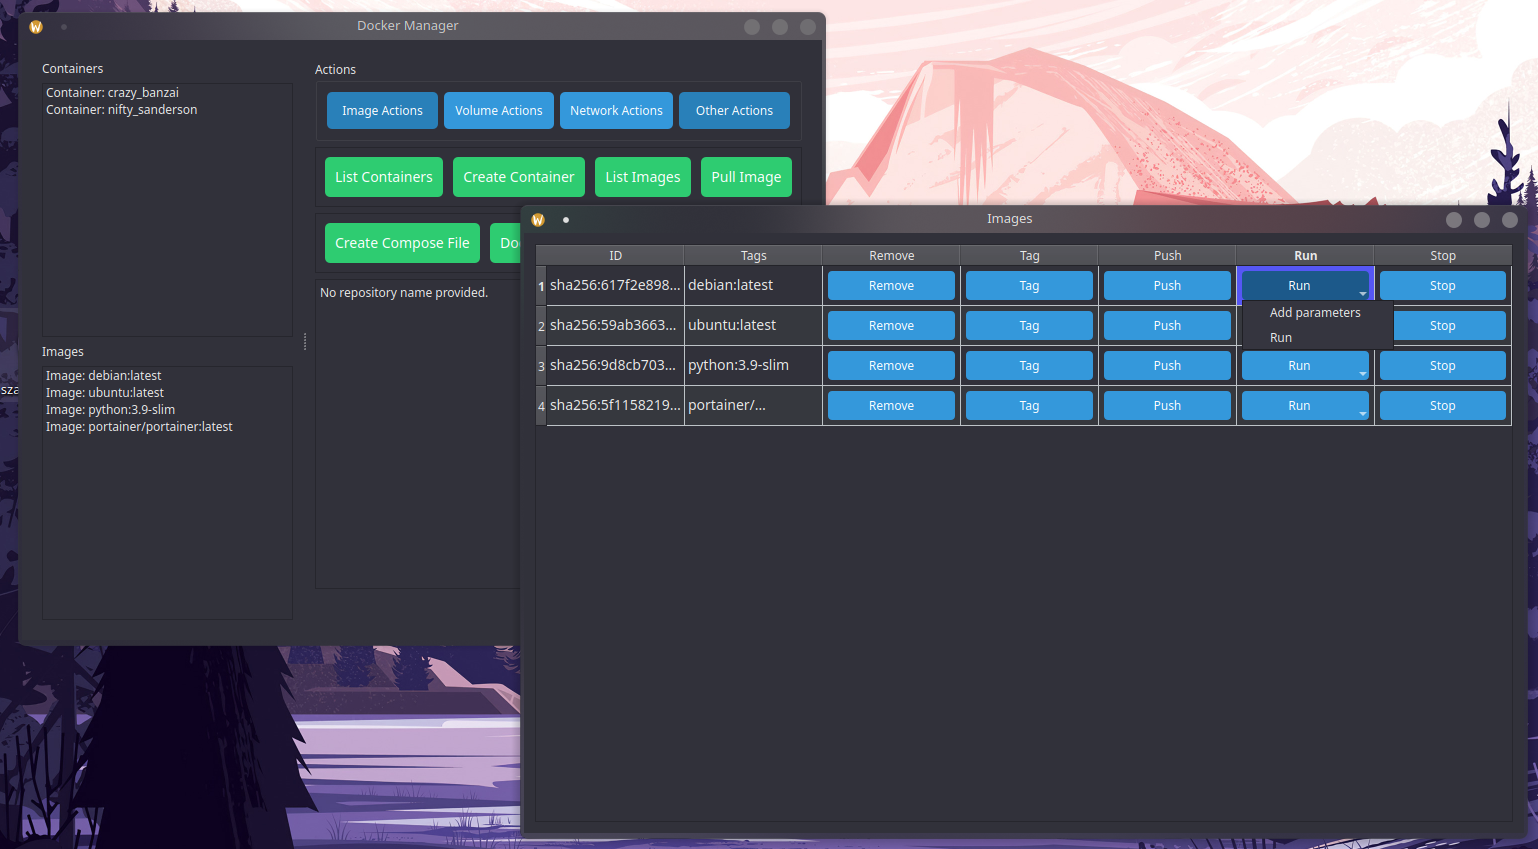 Docker Manager
Containers
Container: crazy_banzai
Container: nifty_sanderson
Images
Image: debian:latest
Image: ubuntu:latest
Image: python:3.9-slim
Image: portainer/portainer:latest
Actions
Image Actions Volume Actions Network Actions Other Actions
List Containers Create Container List Images Pull Image
Create Compose File Do
No repository name provided.
sza
Images
ID Tags Remove Tag Push Run Stop
1 sha256:617f2e898... debian:latest Remove Tag Push Run Stop
Add parameters
Run
2 sha256:59ab3663... ubuntu:latest Remove Tag Push Stop
3 sha256:9d8cb703... python:3.9-slim Remove Tag Push Run Stop
4 sha256:5f1158219... portainer/... Remove Tag Push Run Stop